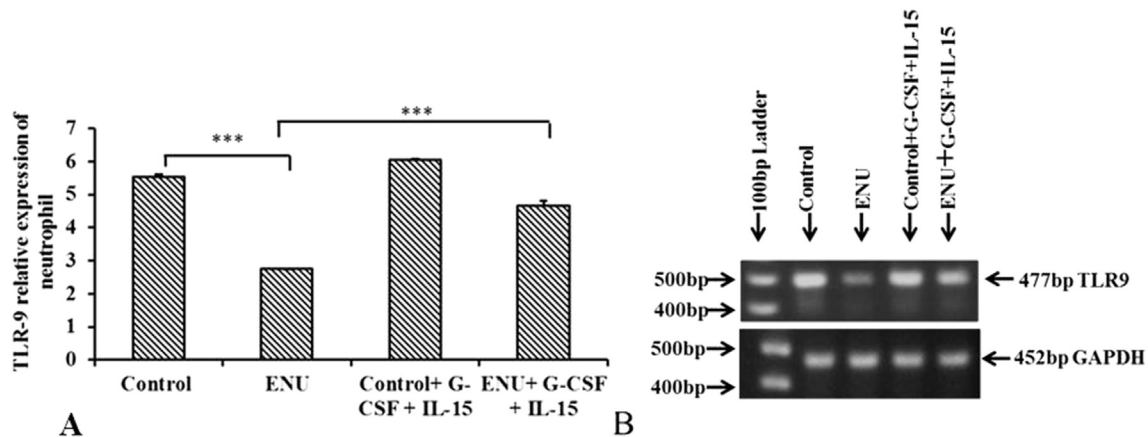 TLR-9 relative expression of
neutrophil
7
6
5
4
3
2
1
0
***
***
Control
ENU
Control+ G-
CSF + IL-15
ENU+ G-CSF
+ IL-15
A
100bp Ladder
Control
ENU
Control+G-CSF+IL-15
ENU+G-CSF+IL-15
500bp
400bp
477bp TLR9
500bp
400bp
452bp GAPDH
B